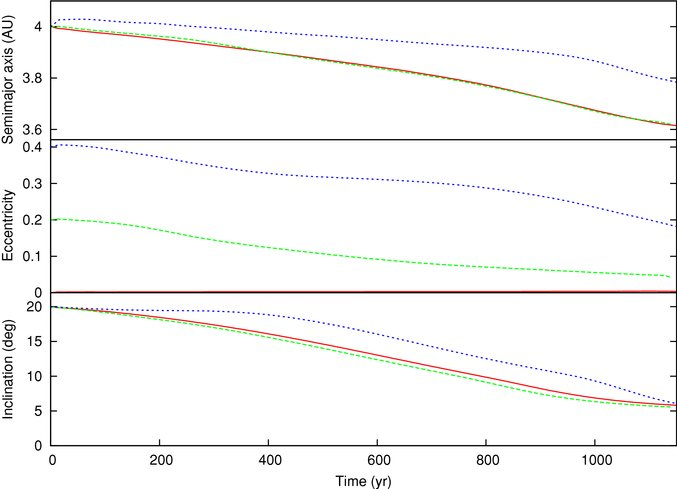 Semimajor axis (AU)
4
3.8
3.6
Eccentricity
0.4
0.3
0.2
0.1
0
Inclination (deg)
20
15
10
5
0
0 200 400 600 800 1000
Time (yr)